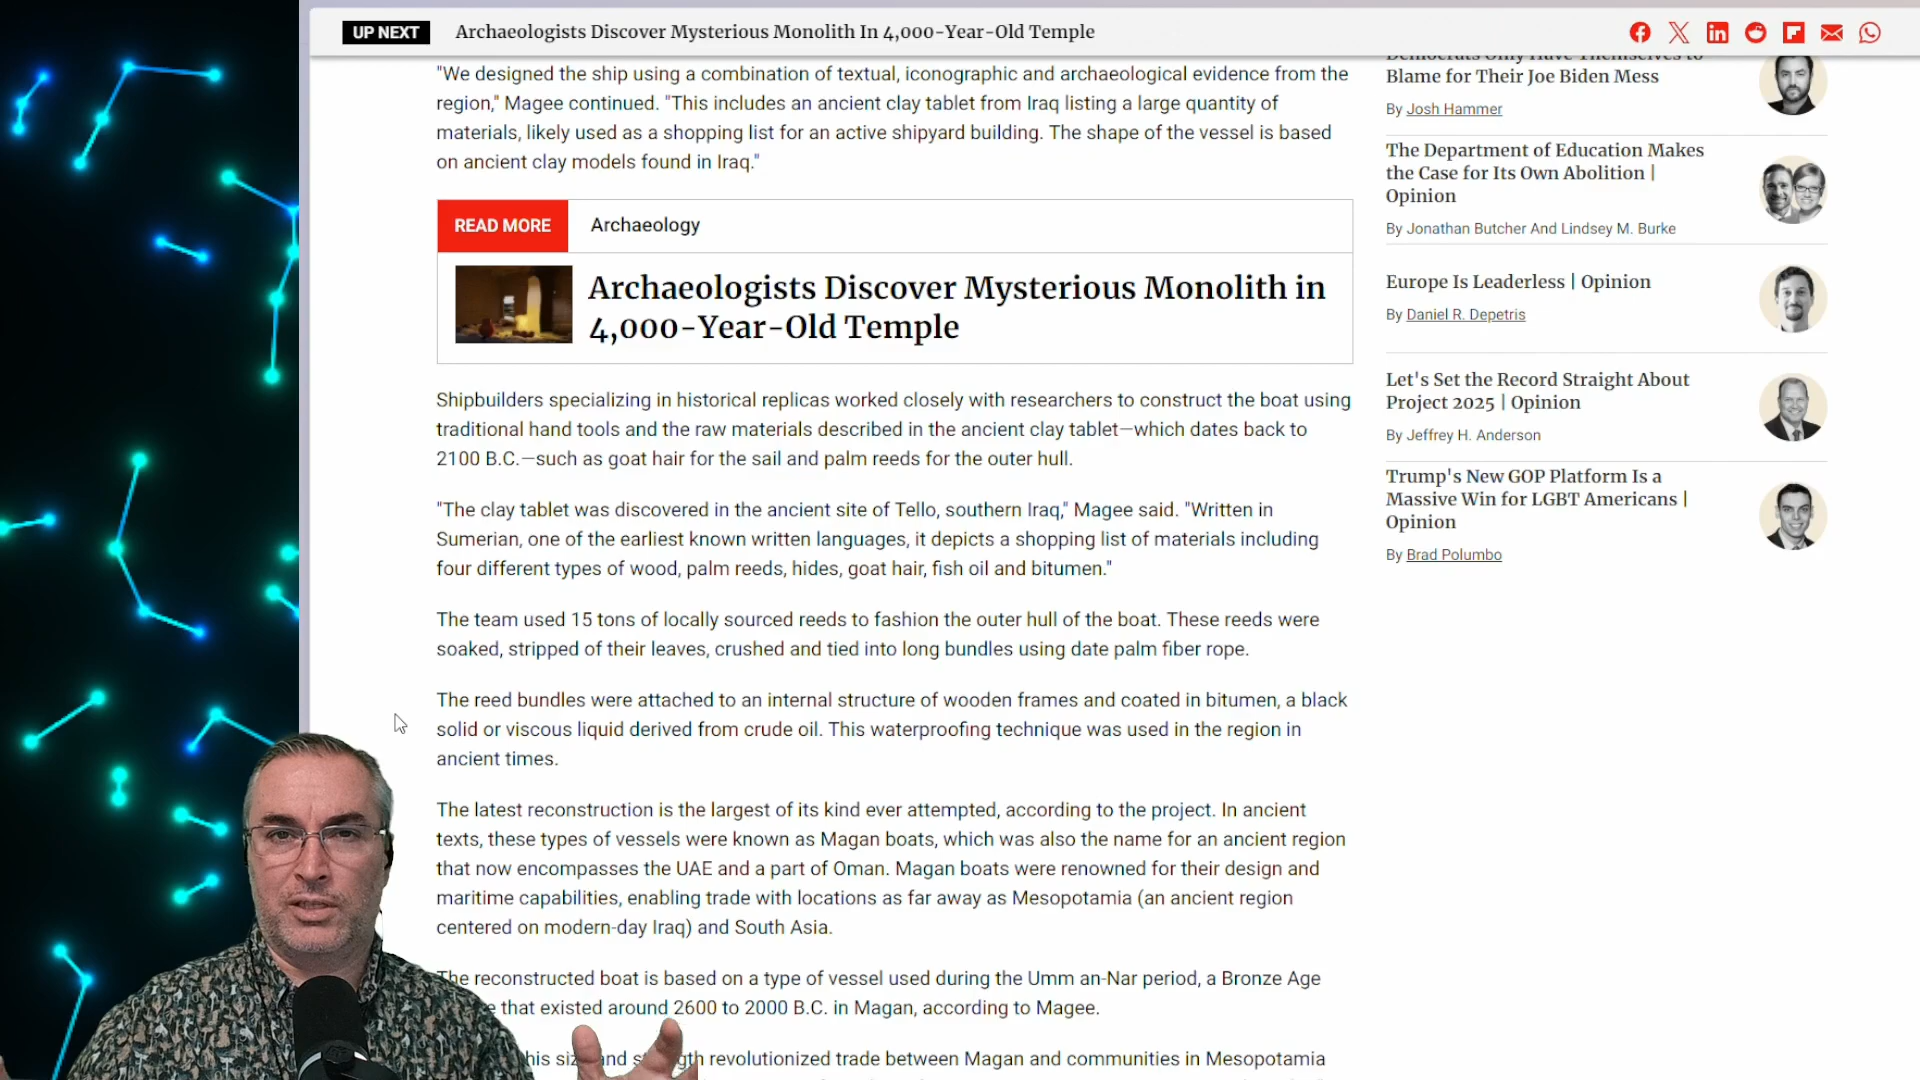 UP NEXT Archaeologists Discover Mysterious Monolith In 4,000-Year-Old Temple
"We designed the ship using a combination of textual, iconographic and archaeological evidence from the
region," Magee continued. "This includes an ancient clay tablet from Iraq listing a large quantity of
materials, likely used as a shopping list for an active shipyard building. The shape of the vessel is based
on ancient clay models found in Iraq."
READ MORE Archaeology
Archaeologists Discover Mysterious Monolith in
4,000-Year-Old Temple
Shipbuilders specializing in historical replicas worked closely with researchers to construct the boat using
traditional hand tools and the raw materials described in the ancient clay tablet—which dates back to
2100 B.C.—such as goat hair for the sail and palm reeds for the outer hull.
"The clay tablet was discovered in the ancient site of Tello, southern Iraq," Magee said. "Written in
Sumerian, one of the earliest known written languages, it depicts a shopping list of materials including
four different types of wood, palm reeds, hides, goat hair, fish oil and bitumen."
The team used 15 tons of locally sourced reeds to fashion the outer hull of the boat. These reeds were
soaked, stripped of their leaves, crushed and tied into long bundles using date palm fiber rope.
The reed bundles were attached to an internal structure of wooden frames and coated in bitumen, a black
solid or viscous liquid derived from crude oil. This waterproofing technique was used in the region in
ancient times.
The latest reconstruction is the largest of its kind ever attempted, according to the project. In ancient
texts, these types of vessels were known as Magan boats, which was also the name for an ancient region
that now encompasses the UAE and a part of Oman. Magan boats were renowned for their design and
maritime capabilities, enabling trade with locations as far away as Mesopotamia (an ancient region
centered on modern-day Iraq) and South Asia.
The reconstructed boat is based on a type of vessel used during the Umm an-Nar period, a Bronze Age
that existed around 2600 to 2000 B.C. in Magan, according to Magee.
and revolutionized trade between Magan and communities in Mesopotamia
Democrats Only Have Themselves to
Blame for Their Joe Biden Mess
By Josh Hammer
The Department of Education Makes
the Case for Its Own Abolition |
Opinion
By Jonathan Butcher And Lindsey M. Burke
Europe Is Leaderless | Opinion
By Daniel R. Depetris
Let's Set the Record Straight About
Project 2025 | Opinion
By Jeffrey H. Anderson
Trump's New GOP Platform Is a
Massive Win for LGBT Americans |
Opinion
By Brad Polumbo